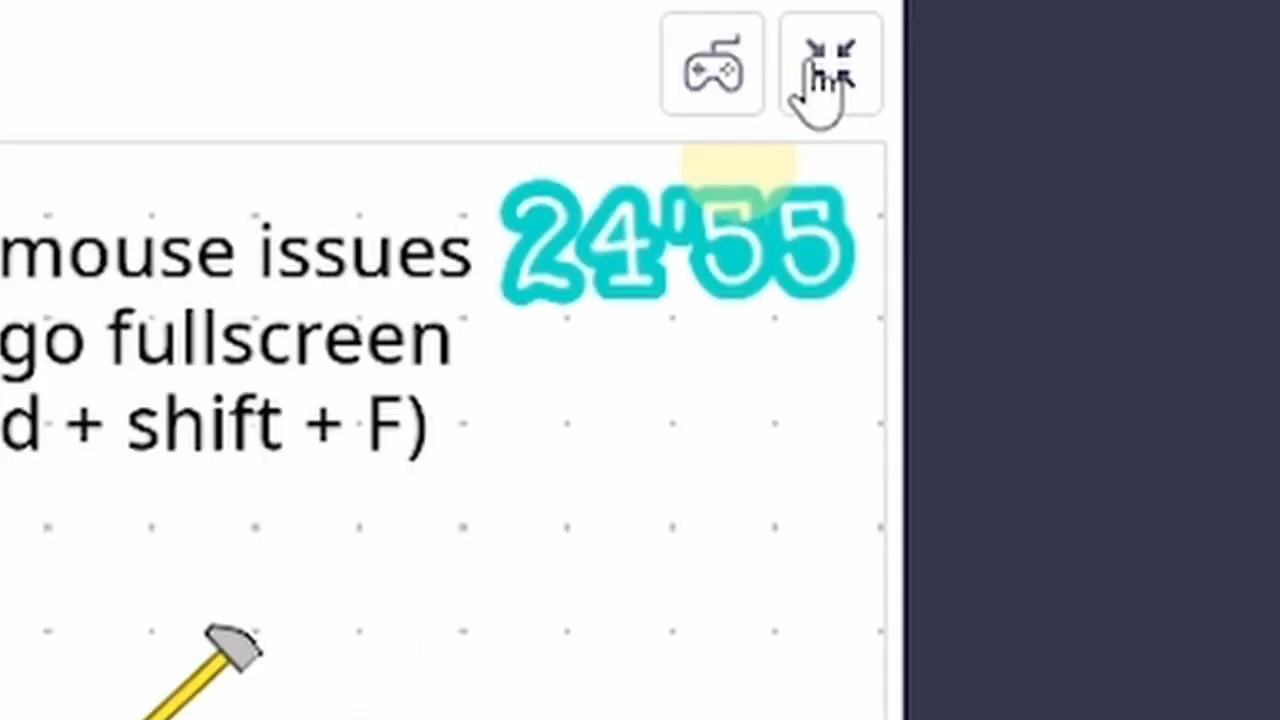 mouse issues 24'55
go fullscreen
d + shift + F)